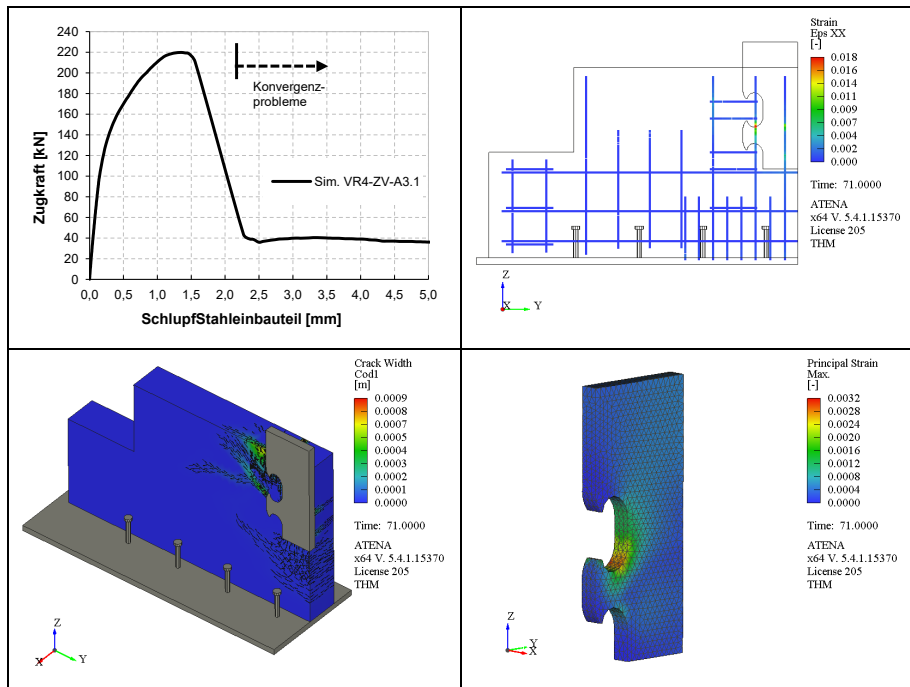 240
220
200
180
160
140
120
100
80
60
40
20
0
Zugkraft [kN]
Konvergenz-
probleme
Sim. VR4-ZV-A3.1
0,0 0,5 1,0 1,5 2,0 2,5 3,0 3,5 4,0 4,5 5,0
SchlupfStahleinbauteil [mm]
Strain
Eps XX
[-]
0.018
0.016
0.014
0.011
0.009
0.007
0.004
0.002
0.000
Time: 71.0000
ATENA
x64 V. 5.4.1.15370
License 205
THM
Z
X
Y
Crack Width
Cod1
[m]
0.0009
0.0008
0.0007
0.0006
0.0005
0.0003
0.0002
0.0001
0.0000
Time: 71.0000
ATENA
x64 V. 5.4.1.15370
License 205
THM
Z
X
Y
Principal Strain
Max.
[-]
0.0032
0.0028
0.0024
0.0020
0.0016
0.0012
0.0008
0.0004
0.0000
Time: 71.0000
ATENA
x64 V. 5.4.1.15370
License 205
THM
Z
Y
X